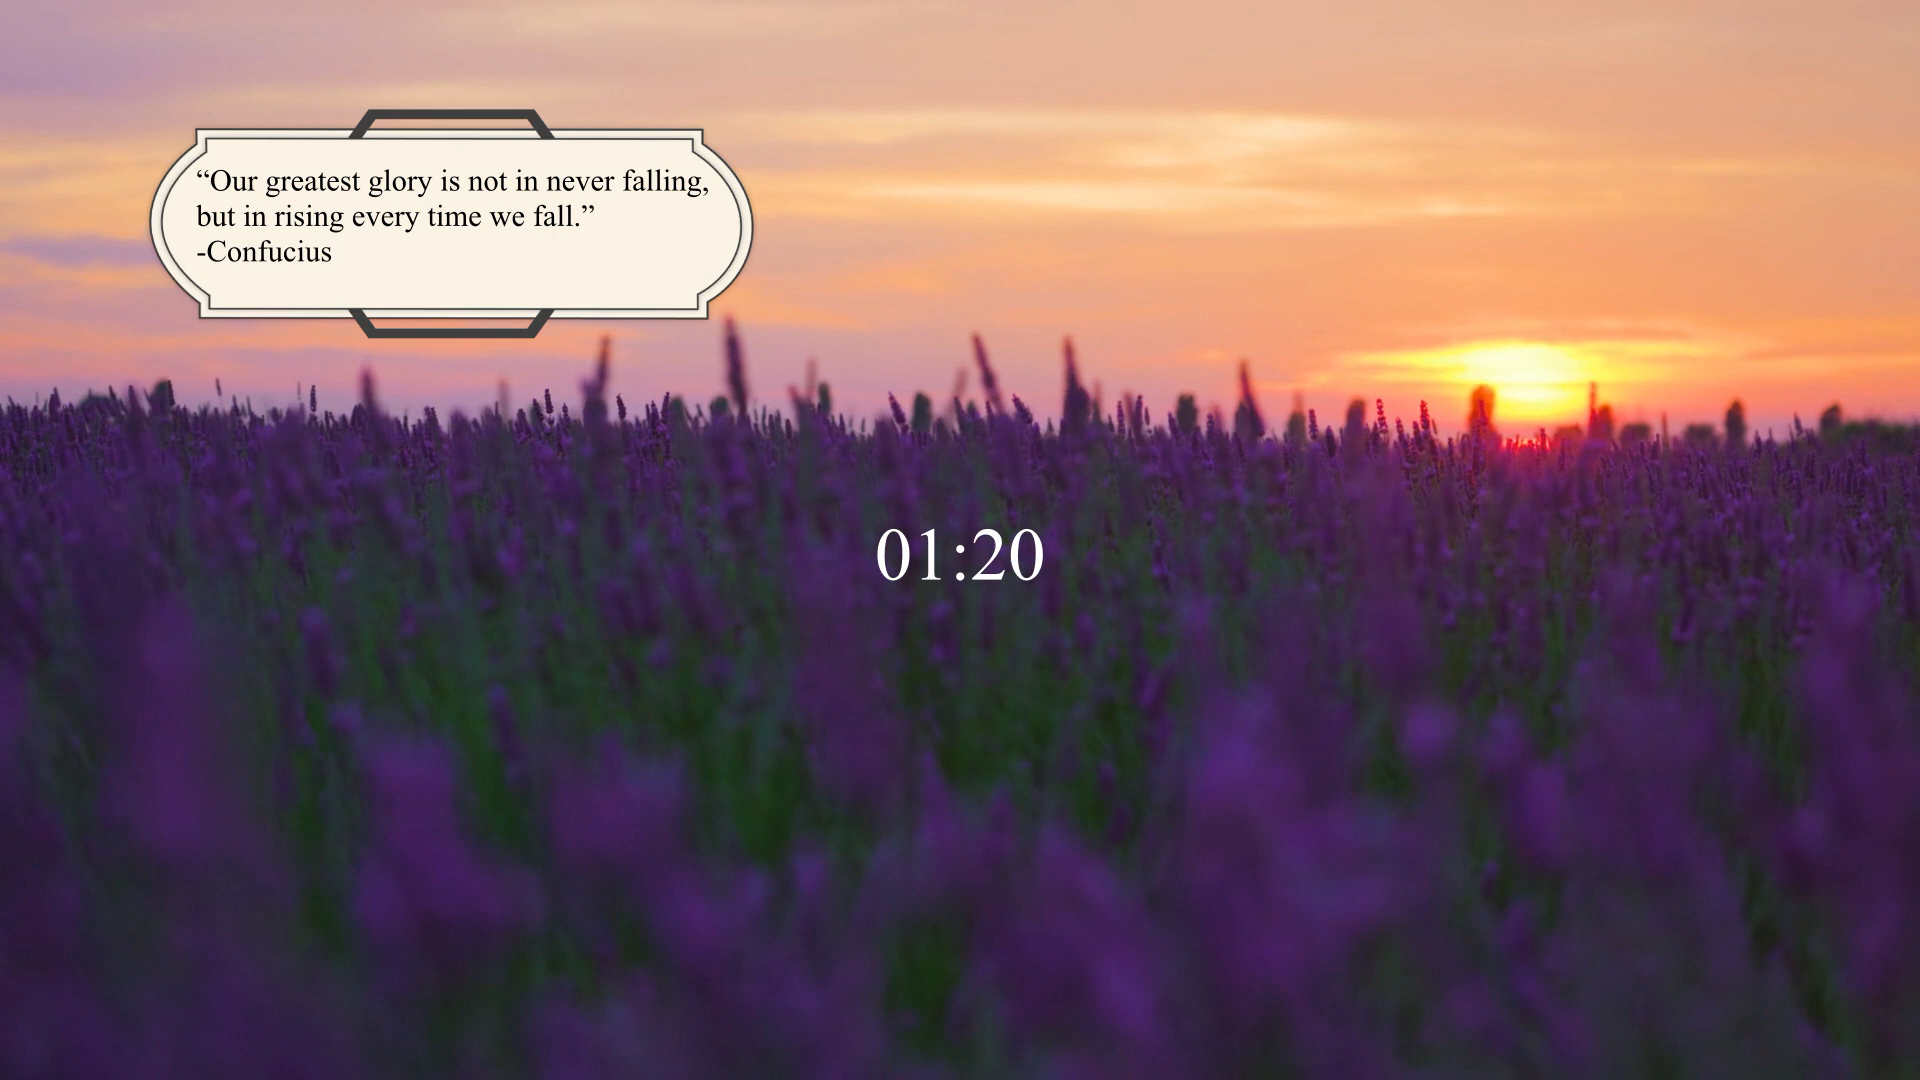 “Our greatest glory is not in never falling,
but in rising every time we fall.”
-Confucius
01:20